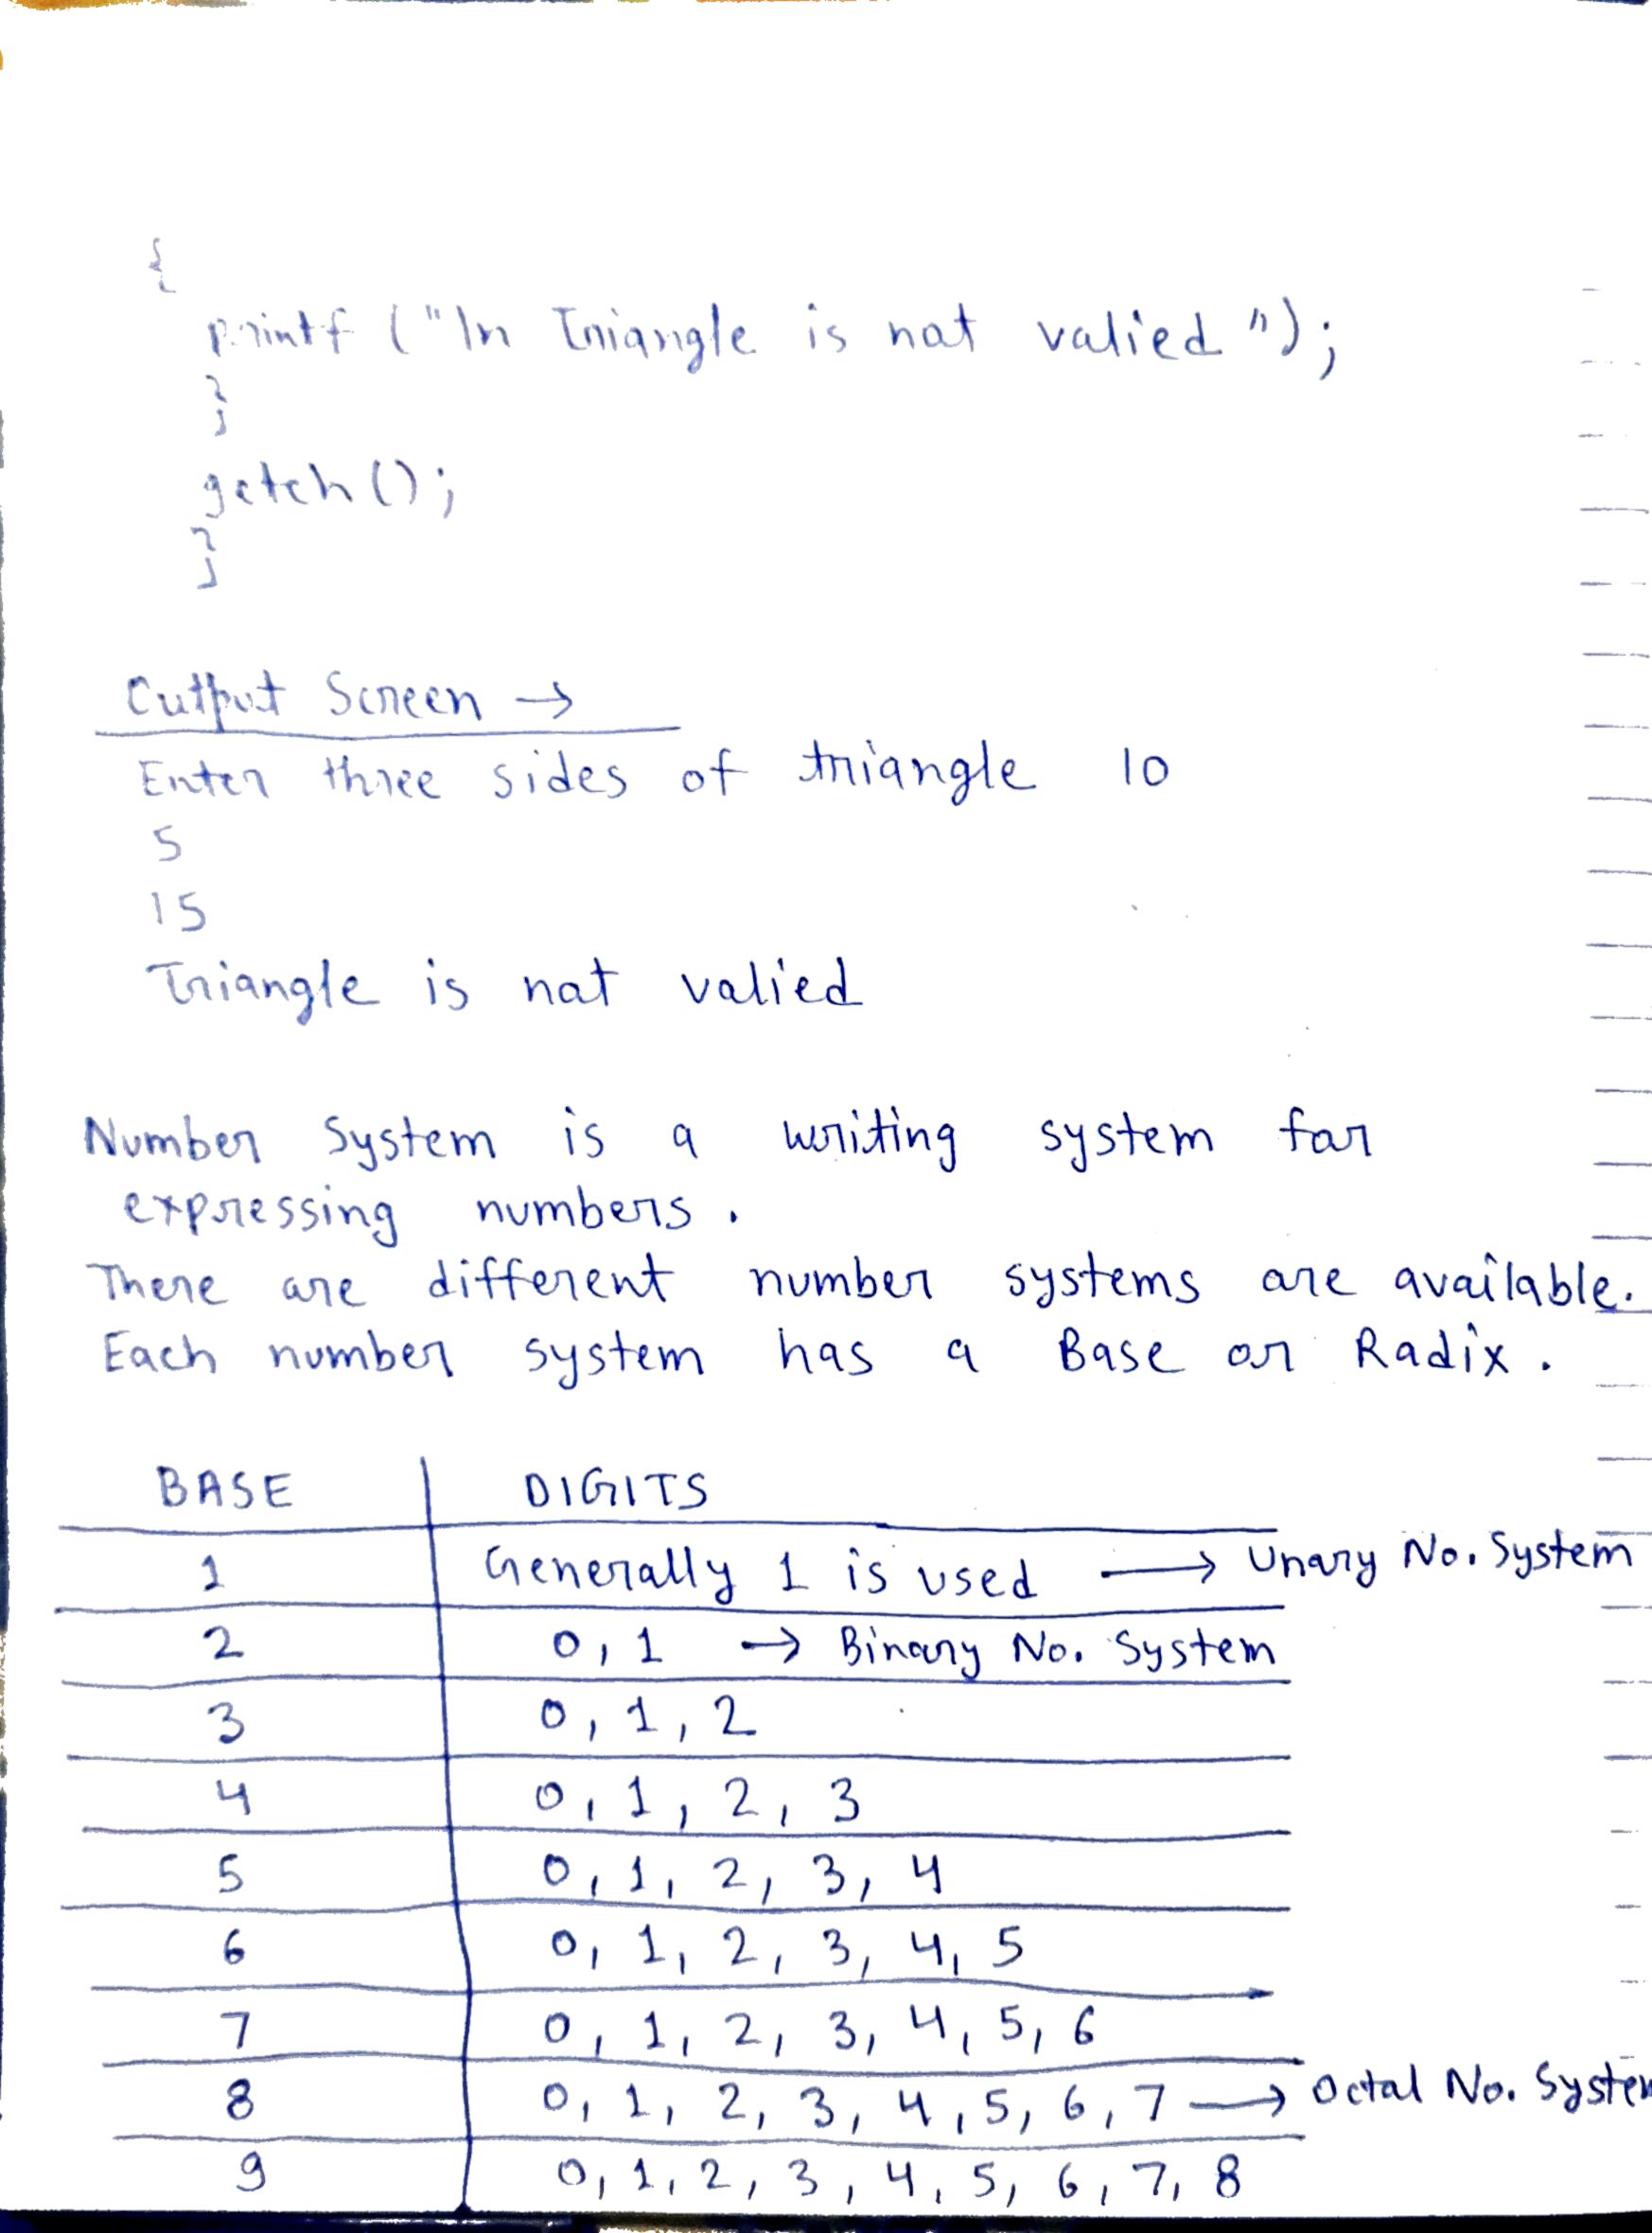 {
printf ("\n Triangle is not valied");
}
getch();
}
Output Screen →
Enter three sides of triangle 10
5
15
Triangle is not valied
Number System is a writing system for
expressing numbers.
There are different number systems are available.
Each number system has a Base or Radix.
BASE DIGITS
1 Generally 1 is used → Unary No. System
2 0, 1 → Binary No. System
3 0, 1, 2
4 0, 1, 2, 3
5 0, 1, 2, 3, 4
6 0, 1, 2, 3, 4, 5
7 0, 1, 2, 3, 4, 5, 6
8 0, 1, 2, 3, 4, 5, 6, 7 → Octal No. System
9 0, 1, 2, 3, 4, 5, 6, 7, 8